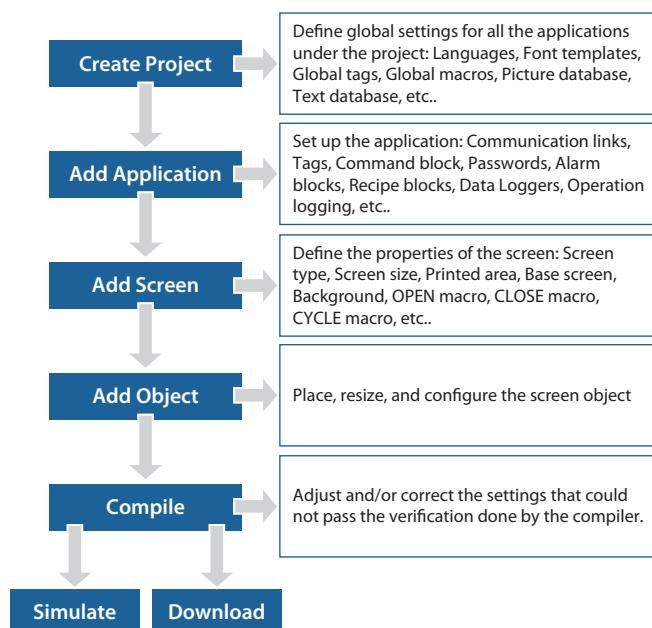 Create Project
Define global settings for all the applications
under the project: Languages, Font templates,
Global tags, Global macros, Picture database,
Text database, etc..
Add Application
Set up the application: Communication links,
Tags, Command block, Passwords, Alarm
blocks, Recipe blocks, Data Loggers, Operation
logging, etc..
Add Screen
Define the properties of the screen: Screen
type, Screen size, Printed area, Base screen,
Background, OPEN macro, CLOSE macro,
CYCLE macro, etc..
Add Object
Place, resize, and configure the screen object
Compile
Adjust and/or correct the settings that could
not pass the verification done by the compiler.
Simulate
Download